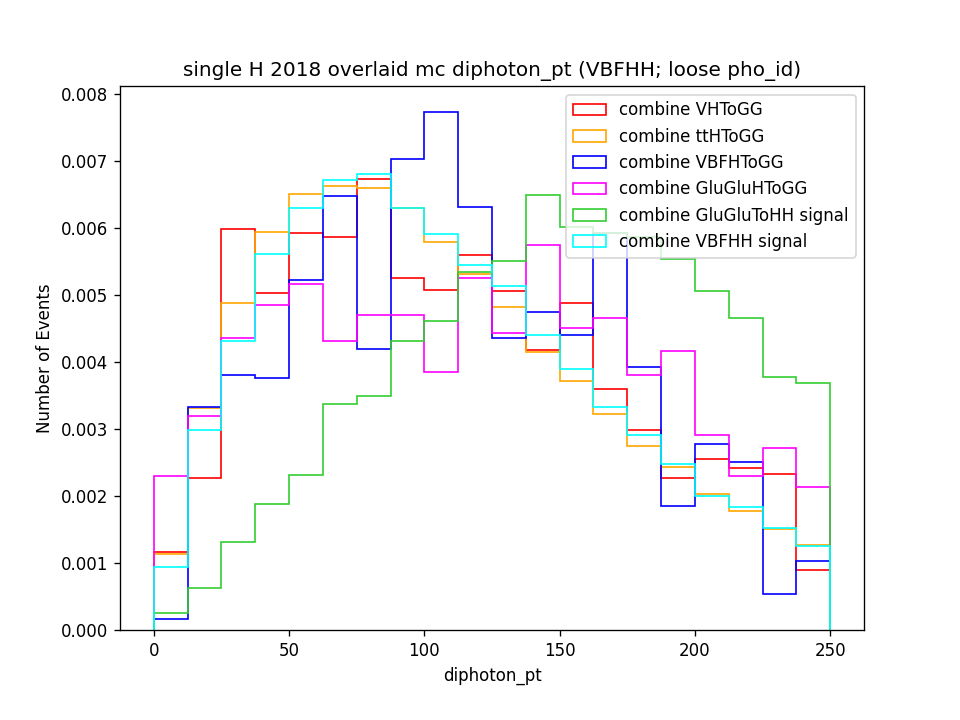 single H 2018 overlaid mc diphoton_pt (VBFHH; loose pho_id)
combine VHToGG
combine ttHToGG
combine VBFHToGG
combine GluGluHToGG
combine GluGluToHH signal
combine VBFHH signal
Number of Events
0.008
0.007
0.006
0.005
0.004
0.003
0.002
0.001
0.000
0 50 100 150 200 250
diphoton_pt